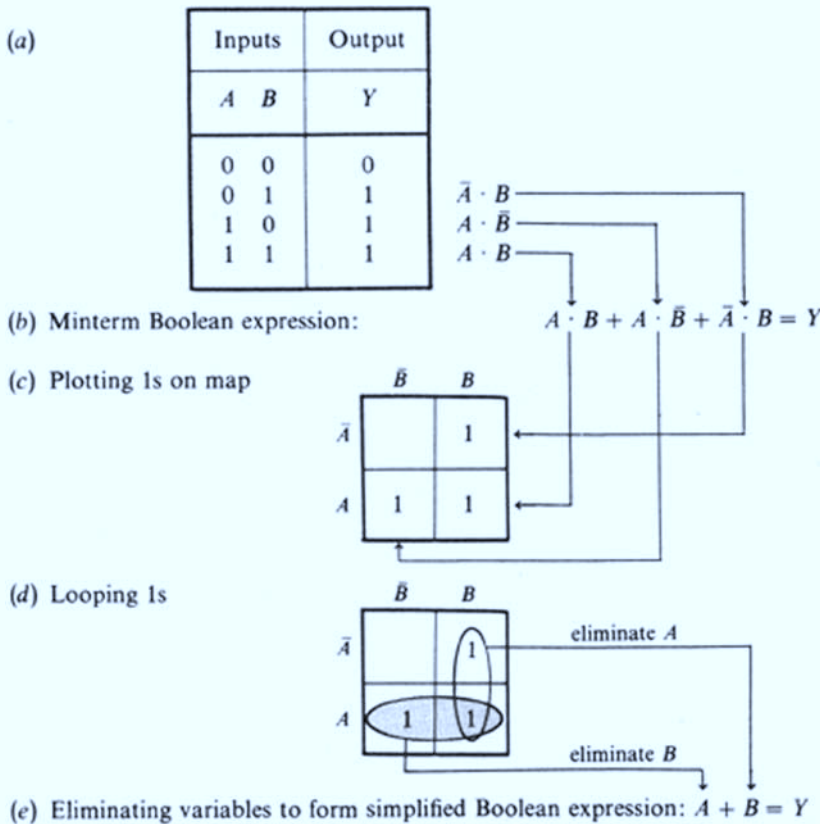 (a)
Inputs Output
A B Y
0 0 0
0 1 1 Ā · B
1 0 1 A · B̄
1 1 1 A · B
(b) Minterm Boolean expression: A · B + A · B̄ + Ā · B = Y
(c) Plotting 1s on map B̄ B
Ā 1
A 1 1
(d) Looping 1s B̄ B
Ā 1 eliminate A
A 1 1
eliminate B
(e) Eliminating variables to form simplified Boolean expression: A + B = Y